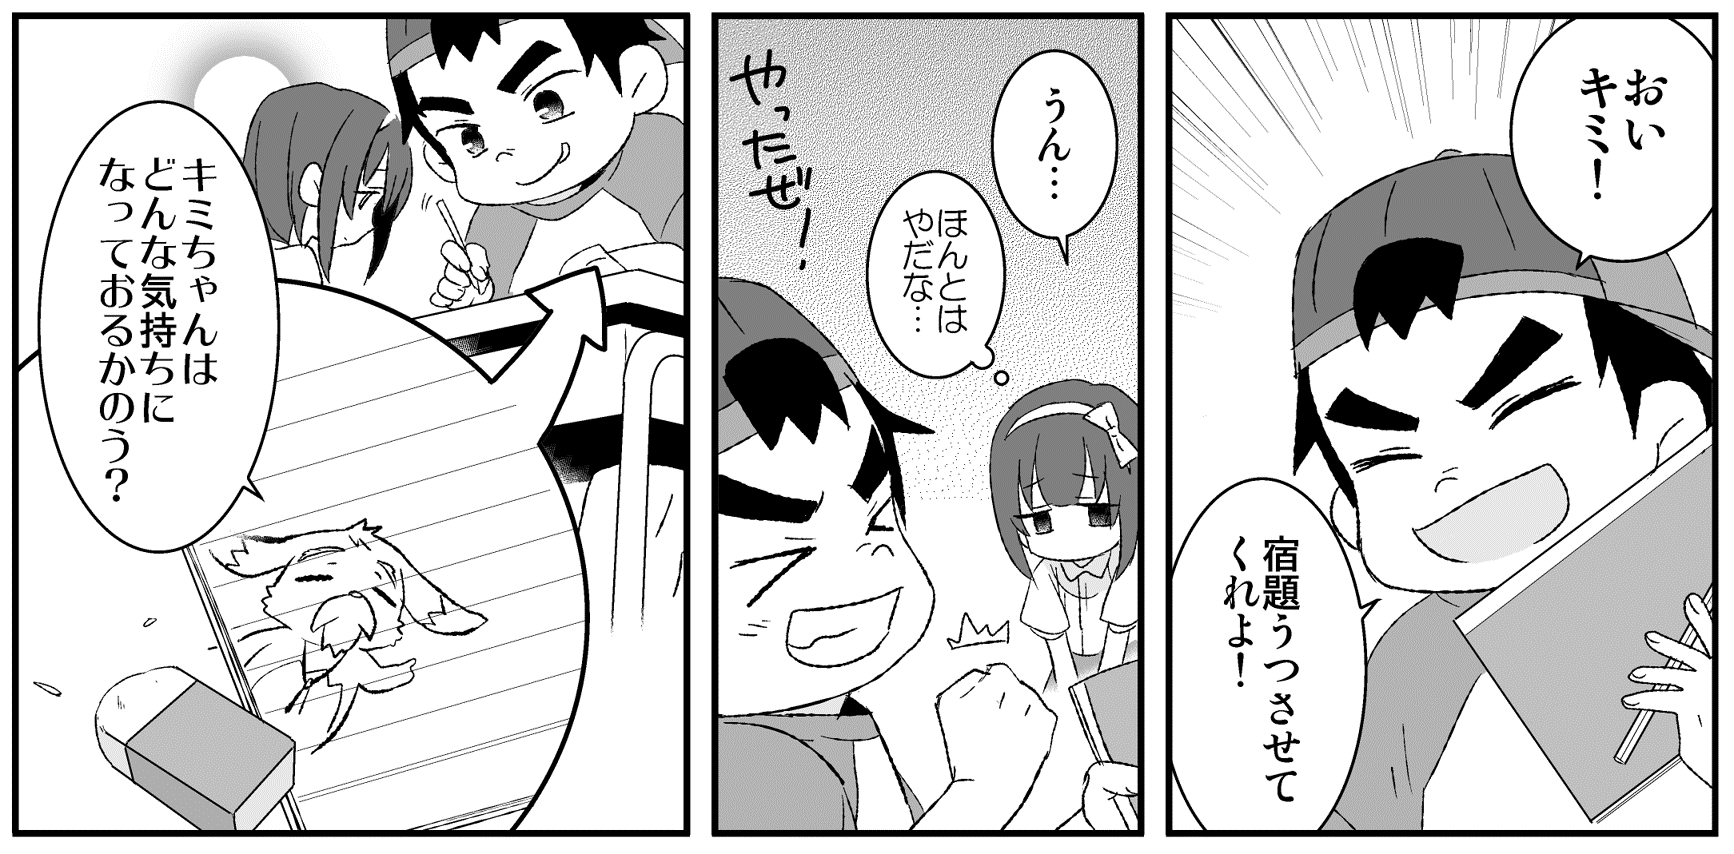 おい
キミ！
宿題うつさせて
くれよ！
うん…
ほんとは
やだな…
やったぜ！
キミちゃんは
どんな気持ちに
なっておるかのう？